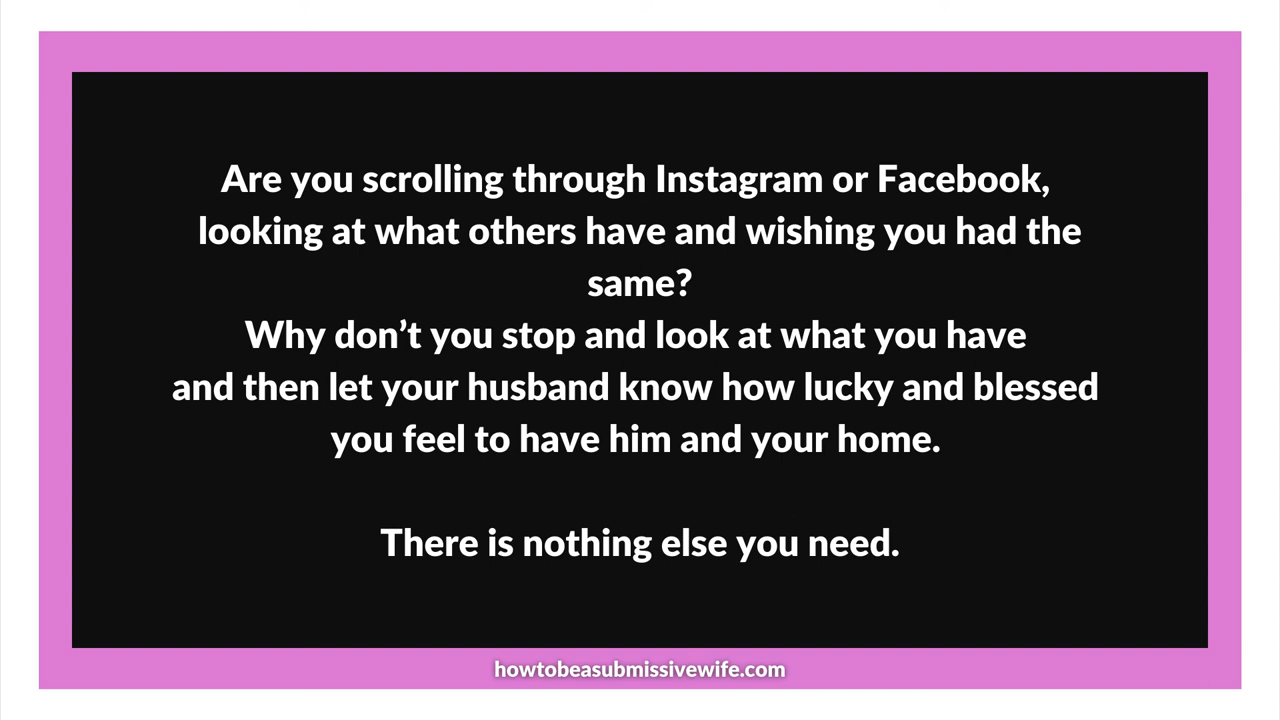 Are you scrolling through Instagram or Facebook,
looking at what others have and wishing you had the
same?
Why don’t you stop and look at what you have
and then let your husband know how lucky and blessed
you feel to have him and your home.
There is nothing else you need.
howtobeasubmissivewife.com